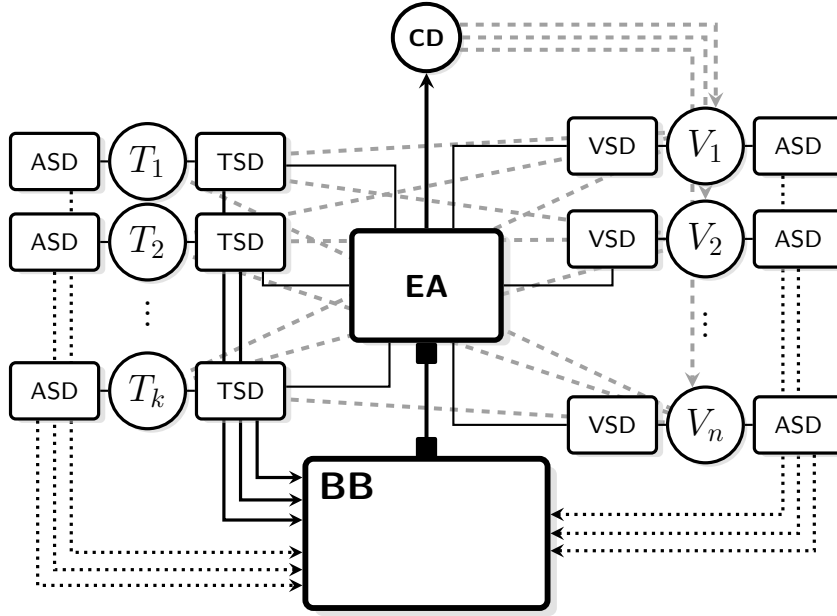 CD
ASD T₁ TSD VSD V₁ ASD
ASD T₂ TSD VSD V₂ ASD
EA
⋮ ⋮
ASD Tₖ TSD VSD Vₙ ASD
BB